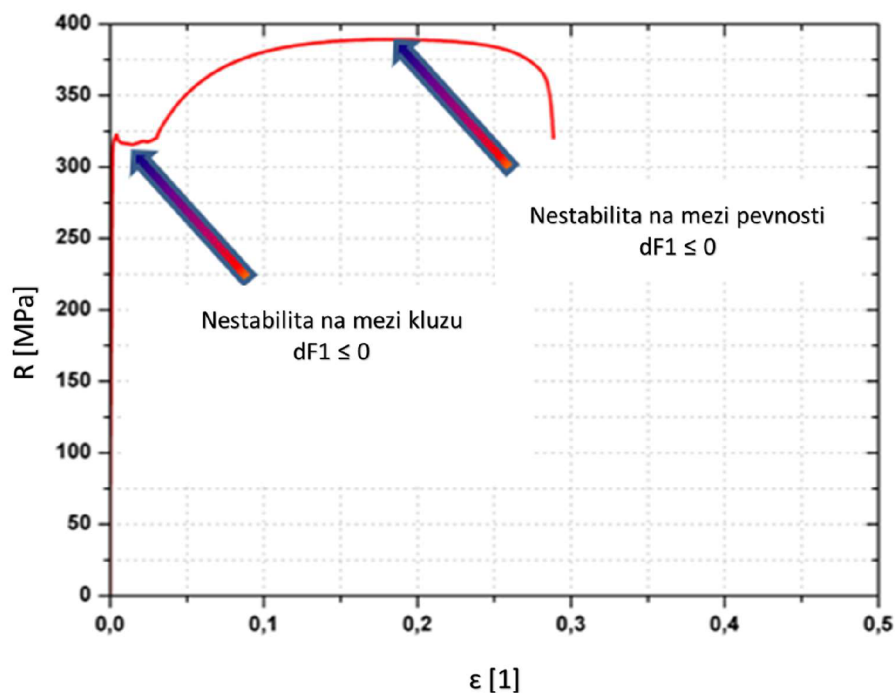 400
350
300
250
200
150
100
50
0
R [MPa]
Nestabilita na mezi pevnosti
dF1 ≤ 0
Nestabilita na mezi kluzu
dF1 ≤ 0
0,0 0,1 0,2 0,3 0,4 0,5
ε [1]